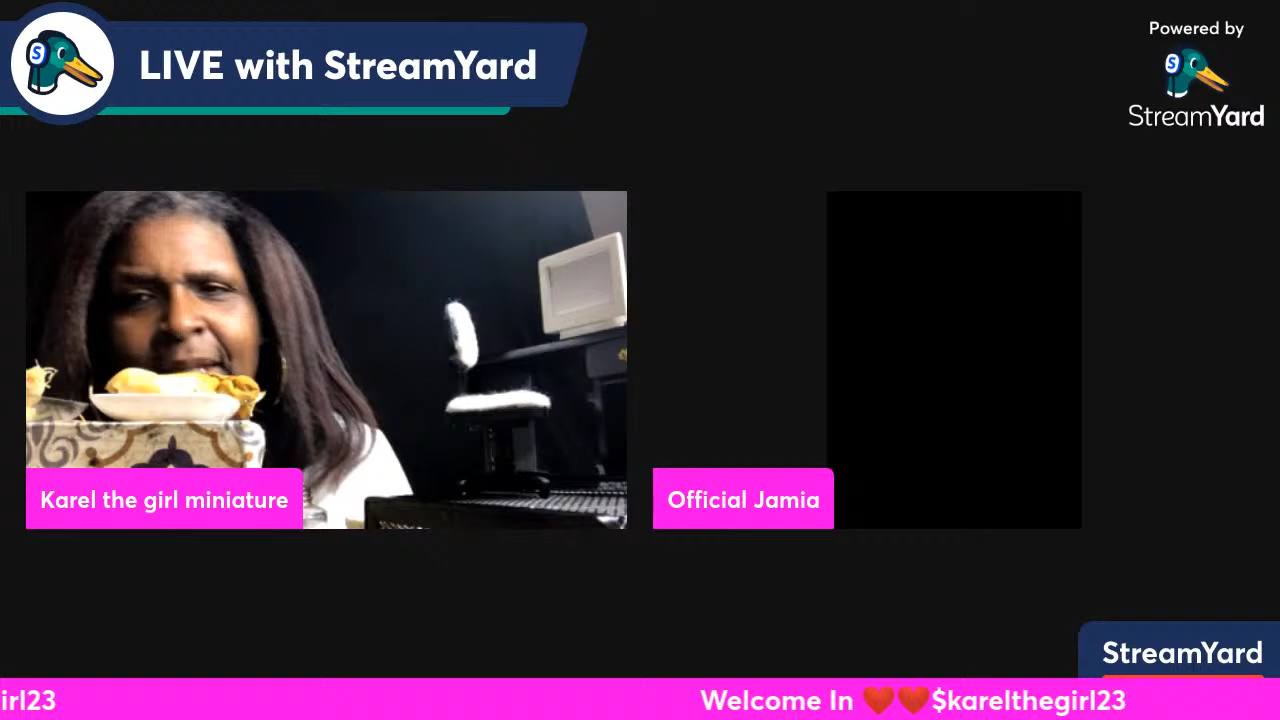 LIVE with StreamYard
Powered by
StreamYard
Karel the girl miniature
Official Jamia
StreamYard
irl23
Welcome In ❤️❤️$karelthegirl23